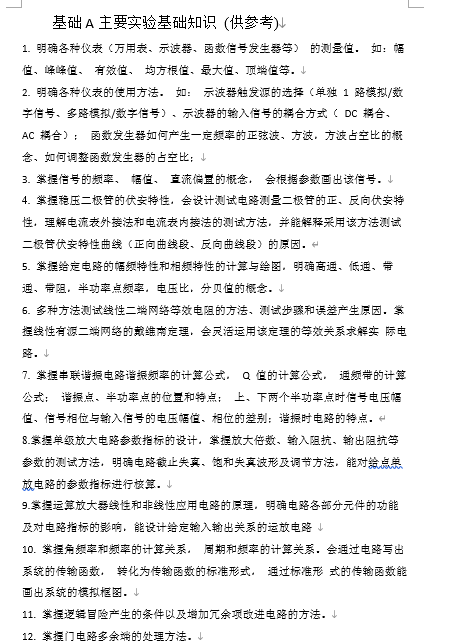 基础 A 主要实验基础知识 (供参考)
1. 明确各种仪表（万用表、示波器、函数信号发生器等） 的测量值。 如：幅
值、峰峰值、 有效值、 均方根值、最大值、顶端值等。
2. 明确各种仪表的使用方法。 如： 示波器触发源的选择（单独 1 路模拟/数
字信号、多路模拟/数字信号）、示波器的输入信号的耦合方式（ DC 耦合、
AC 耦合）； 函数发生器如何产生一定频率的正弦波、方波，方波占空比的概
念、如何调整函数发生器的占空比；
3. 掌握信号的频率、 幅值、 直流偏置的概念， 会根据参数画出该信号。
4. 掌握稳压二极管的伏安特性，会设计测试电路测量二极管的正、反向伏安特
性，理解电流表外接法和电流表内接法的测试方法，并能解释采用该方法测试
二极管伏安特性曲线（正向曲线段、反向曲线段）的原因。
5. 掌握给定电路的幅频特性和相频特性的计算与绘图，明确高通、低通、带
通、带阻，半功率点频率，电压比，分贝值的概念。
6. 多种方法测试线性二端网络等效电阻的方法、测试步骤和误差产生原因。掌
握线性有源二端网络的戴维南定理，会灵活运用该定理的等效关系求解实 际电
路。
7. 掌握串联谐振电路谐振频率的计算公式， Q 值的计算公式， 通频带的计算
公式； 谐振点、半功率点的位置和特点； 上、下两个半功率点时信号电压幅
值、信号相位与输入信号的电压幅值、相位的差别；谐振时电路的特点。
8.掌握单级放大电路参数指标的设计，掌握放大倍数、输入阻抗、输出阻抗等
参数的测试方法，明确电路截止失真、饱和失真波形及调节方法，能对给点单
放电路的参数指标进行核算。
9.掌握运算放大器线性和非线性应用电路的原理，明确电路各部分元件的功能
及对电路指标的影响，能设计给定输入输出关系的运放电路
10. 掌握角频率和频率的计算关系， 周期和频率的计算关系。会通过电路写出
系统的传输函数， 转化为传输函数的标准形式， 通过标准形 式的传输函数能
画出系统的模拟框图。
11. 掌握逻辑冒险产生的条件以及增加冗余项改进电路的方法。
12. 掌握门电路多余端的处理方法。